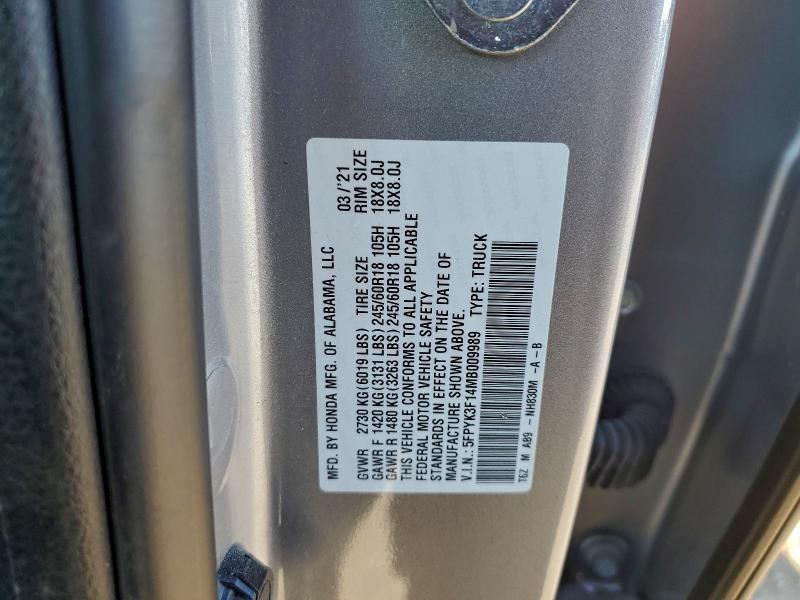 MFD. BY HONDA MFG. OF ALABAMA, LLC 03/'21
GVWR 2730 KG (6019 LBS) TIRE SIZE RIM SIZE
GAWR F 1420 KG (3131 LBS) 245/60R18 105H 18X8.0J
GAWR R 1480 KG (3263 LBS) 245/60R18 105H 18X8.0J
THIS VEHICLE CONFORMS TO ALL APPLICABLE
FEDERAL MOTOR VEHICLE SAFETY
STANDARDS IN EFFECT ON THE DATE OF
MANUFACTURE SHOWN ABOVE.
V.I.N.: 5FPYK3F14MB009989 TYPE: TRUCK
T6Z M A89 - NH830M -A-B